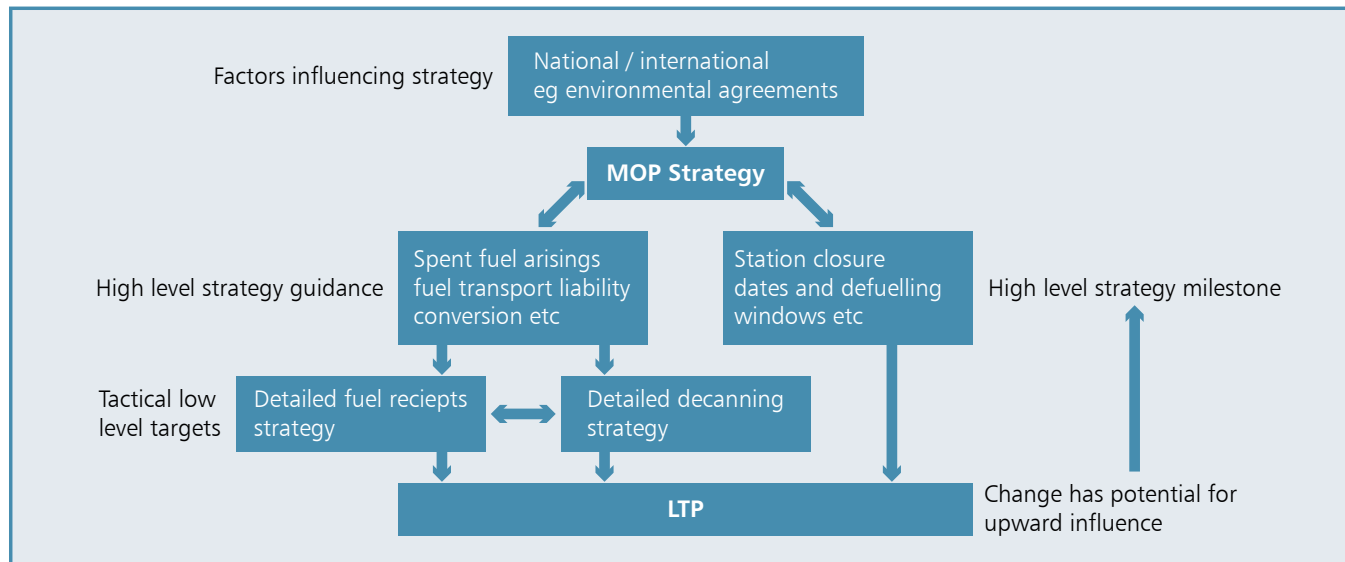 Factors influencing strategy
National / international
eg environmental agreements
MOP Strategy
High level strategy guidance
Spent fuel arisings
fuel transport liability
conversion etc
Station closure
dates and defuelling
windows etc
High level strategy milestone
Tactical low
level targets
Detailed fuel reciepts
strategy
Detailed decanning
strategy
LTP
Change has potential for
upward influence